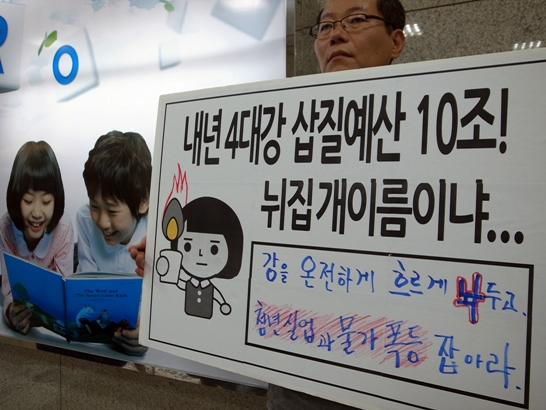 R O
내년 4대강 삽질예산 10조!
뉘집 개이름이냐...
강을 온전하게 흐르게 냅두고.
청년실업과 물가 폭등 잡아라.